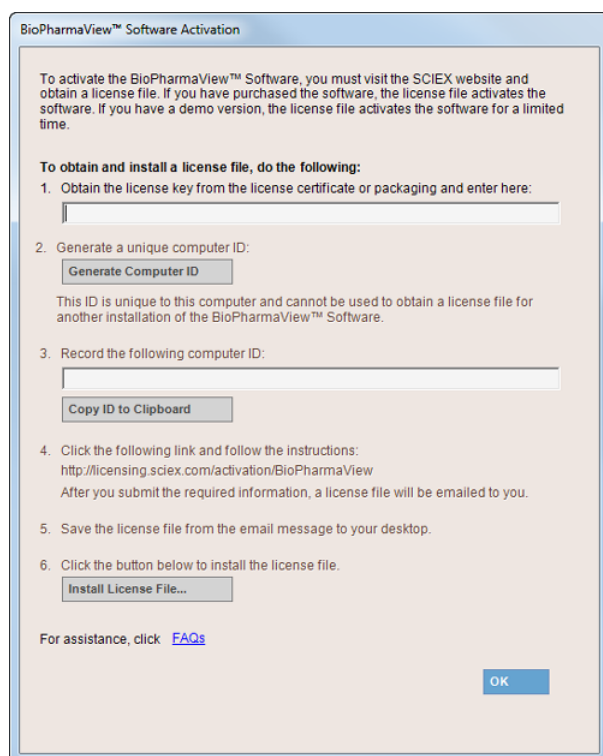 BioPharmaView™ Software Activation
To activate the BioPharmaView™ Software, you must visit the SCIEX website and
obtain a license file. If you have purchased the software, the license file activates the
software. If you have a demo version, the license file activates the software for a limited
time.
To obtain and install a license file, do the following:
1. Obtain the license key from the license certificate or packaging and enter here:
2. Generate a unique computer ID:
Generate Computer ID
This ID is unique to this computer and cannot be used to obtain a license file for
another installation of the BioPharmaView™ Software.
3. Record the following computer ID:
Copy ID to Clipboard
4. Click the following link and follow the instructions:
http://licensing.sciex.com/activation/BioPharmaView
After you submit the required information, a license file will be emailed to you.
5. Save the license file from the email message to your desktop.
6. Click the button below to install the license file.
Install License File...
For assistance, click FAQs
OK